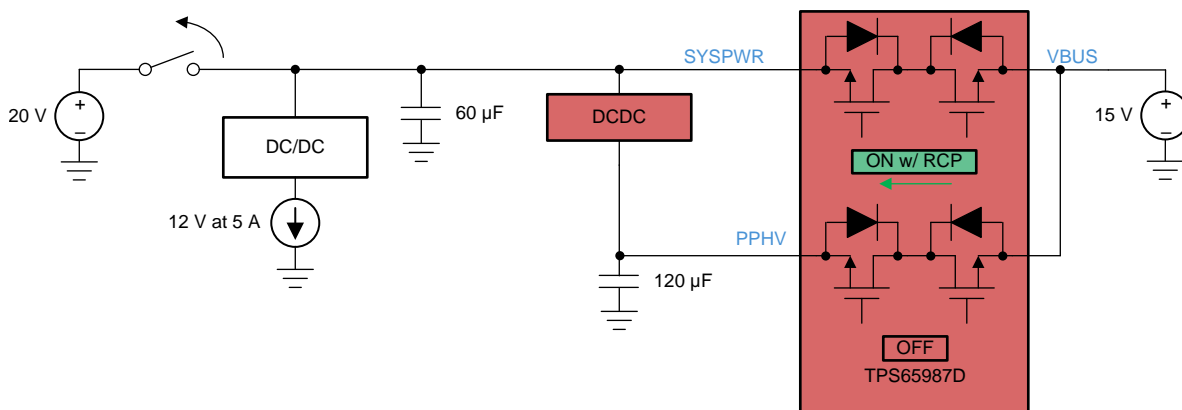 SYSPWR
VBUS
20 V
+
−
60 µF
DCDC
15 V
+
−
DC/DC
ON w/ RCP
12 V at 5 A
PPHV
120 µF
OFF
TPS65987D